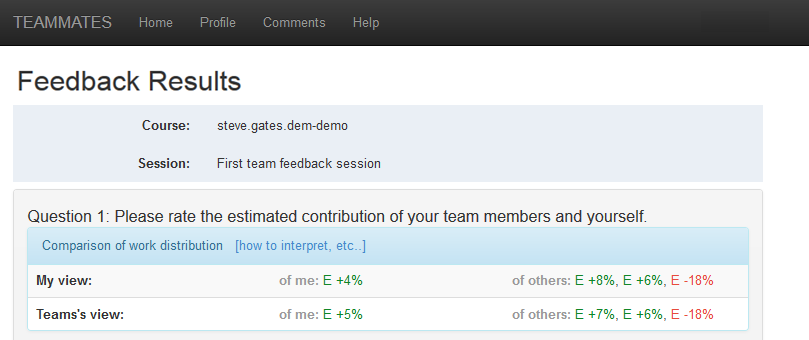 TEAMMATES Home Profile Comments Help
Feedback Results
Course: steve.gates.dem-demo
Session: First team feedback session
Question 1: Please rate the estimated contribution of your team members and yourself.
Comparison of work distribution [how to interpret, etc..]
My view: of me: E +4% of others: E +8%, E +6%, E -18%
Teams's view: of me: E +5% of others: E +7%, E +6%, E -18%